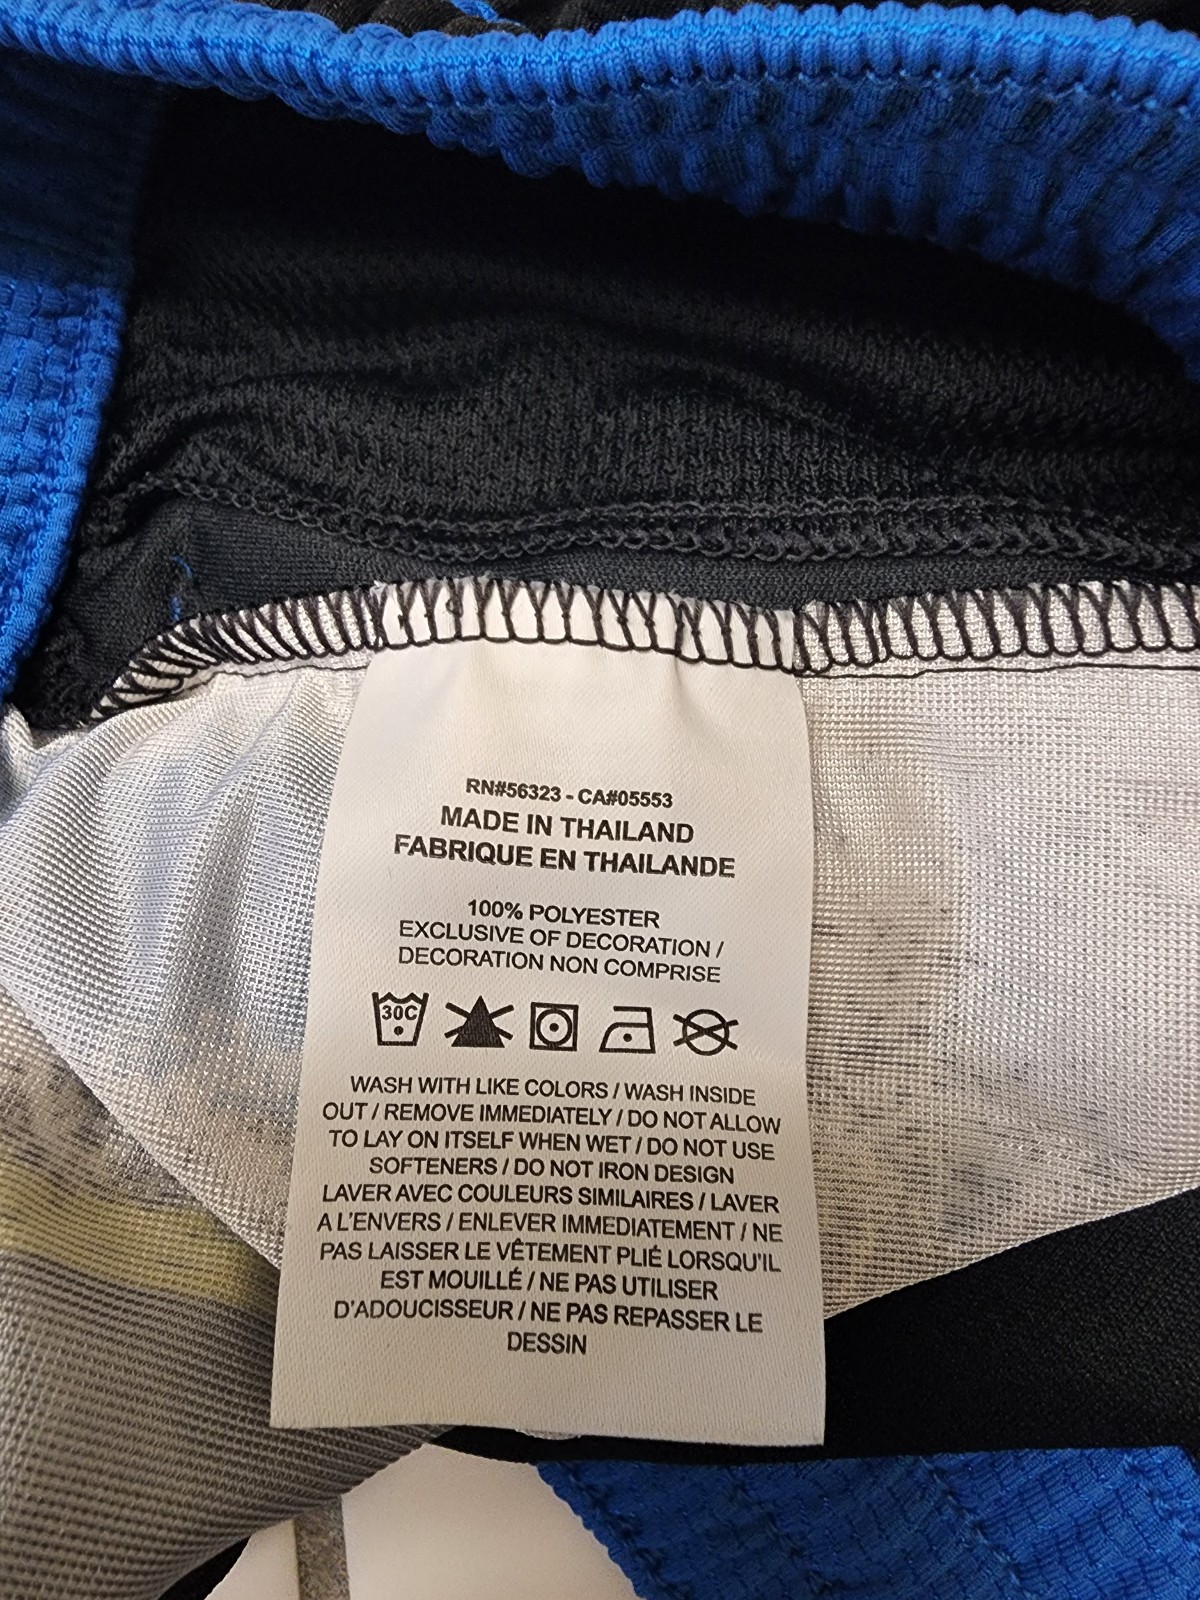 RN#56323 - CA#05553
MADE IN THAILAND
FABRIQUE EN THAILANDE
100% POLYESTER
EXCLUSIVE OF DECORATION /
DECORATION NON COMPRISE
30C
WASH WITH LIKE COLORS / WASH INSIDE
OUT / REMOVE IMMEDIATELY / DO NOT ALLOW
TO LAY ON ITSELF WHEN WET / DO NOT USE
SOFTENERS / DO NOT IRON DESIGN
LAVER AVEC COULEURS SIMILAIRES / LAVER
A L'ENVERS / ENLEVER IMMEDIATEMENT / NE
PAS LAISSER LE VÊTEMENT PLIÉ LORSQU'IL
EST MOUILLÉ / NE PAS UTILISER
D'ADOUCISSEUR / NE PAS REPASSER LE
DESSIN